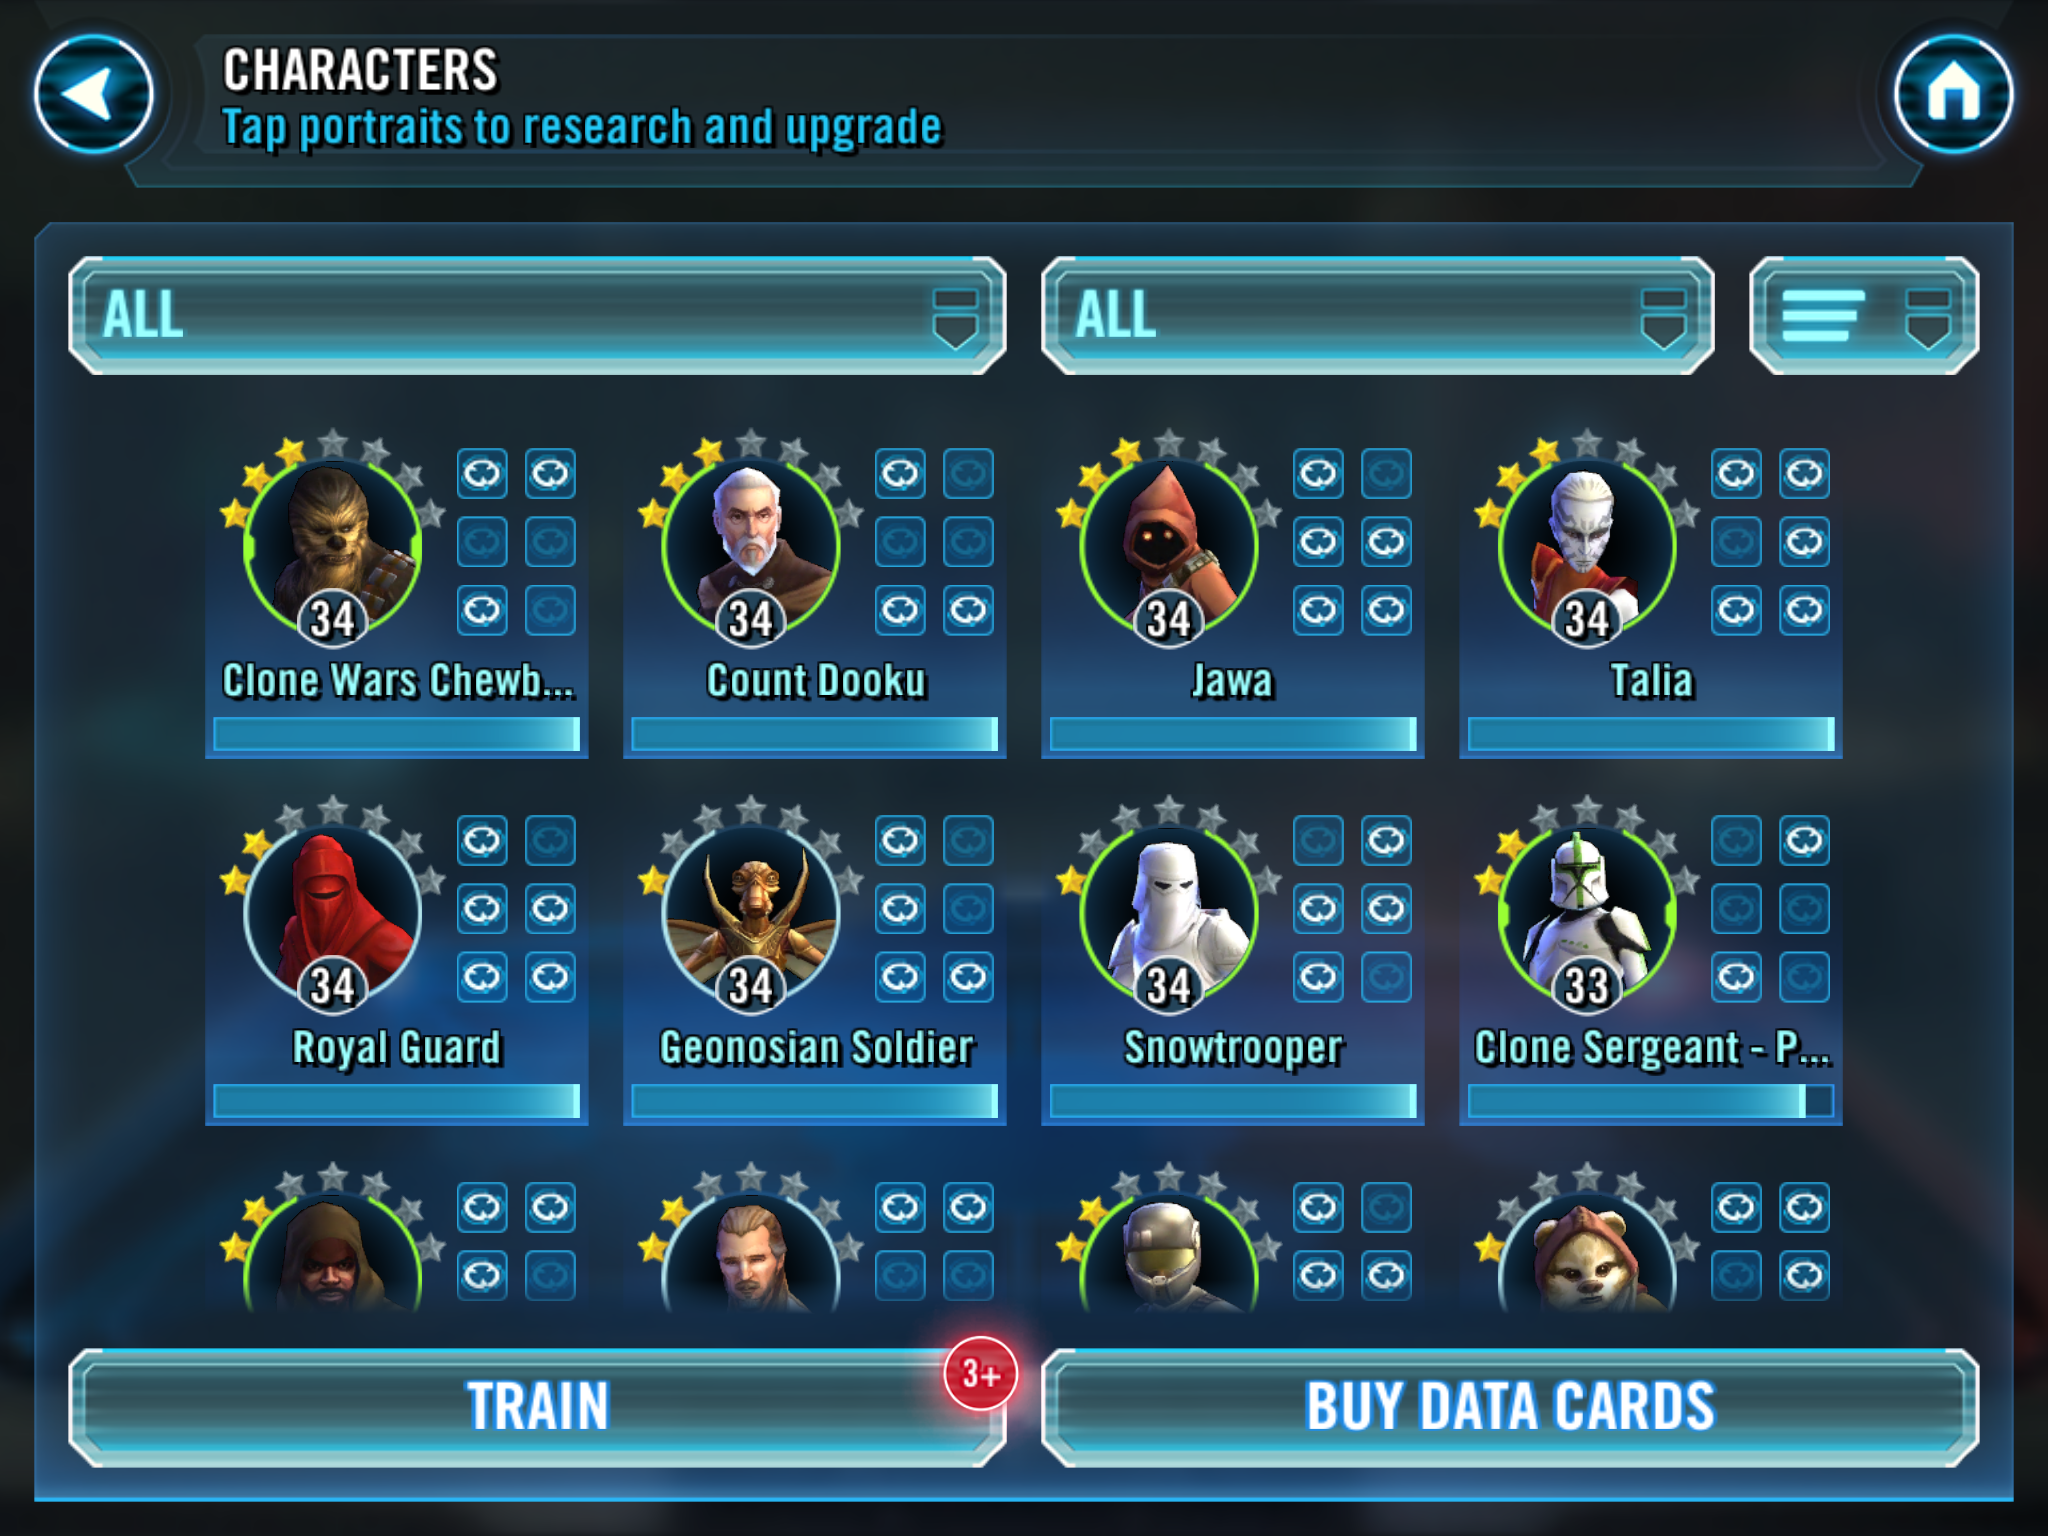 CHARACTERS
Tap portraits to research and upgrade
ALL
ALL
34
34
34
34
Clone Wars Chewb...
Count Dooku
Jawa
Talia
34
34
34
33
Royal Guard
Geonosian Soldier
Snowtrooper
Clone Sergeant - P...
3+
TRAIN
BUY DATA CARDS